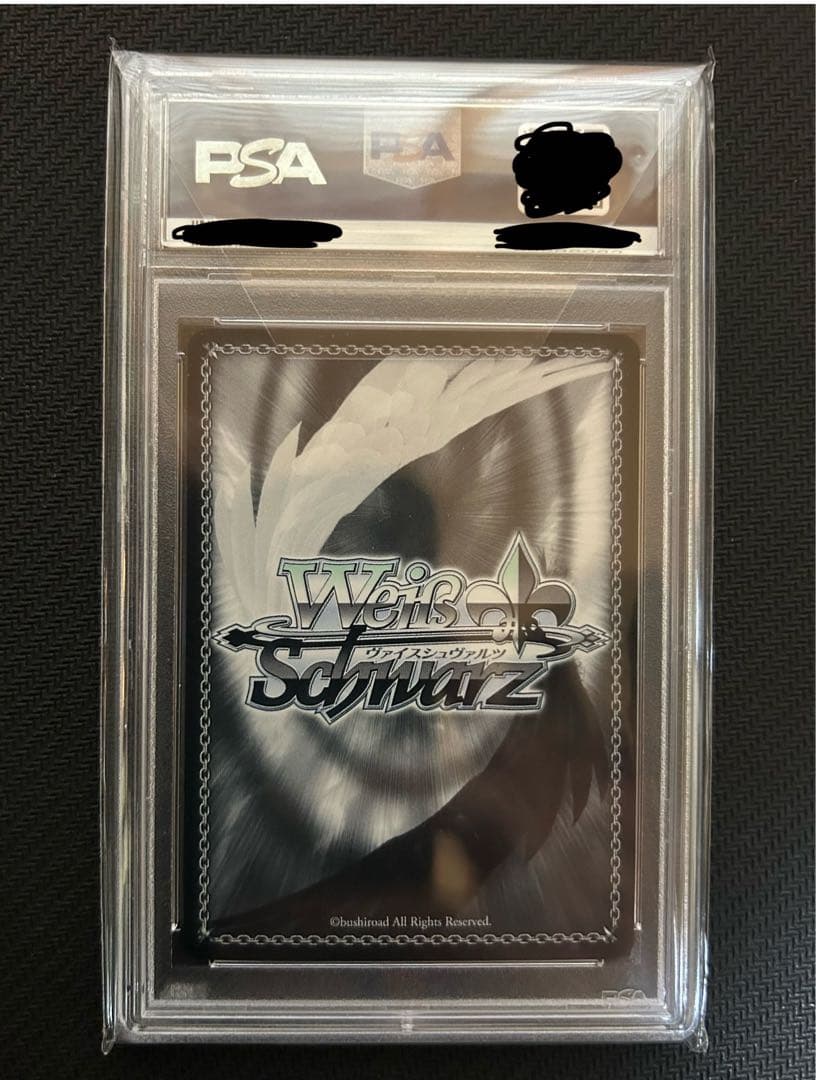 PSA
PSA
Weiß
ヴァイスシュヴァルツ
Schwarz
©bushiroad All Rights Reserved.
PSA